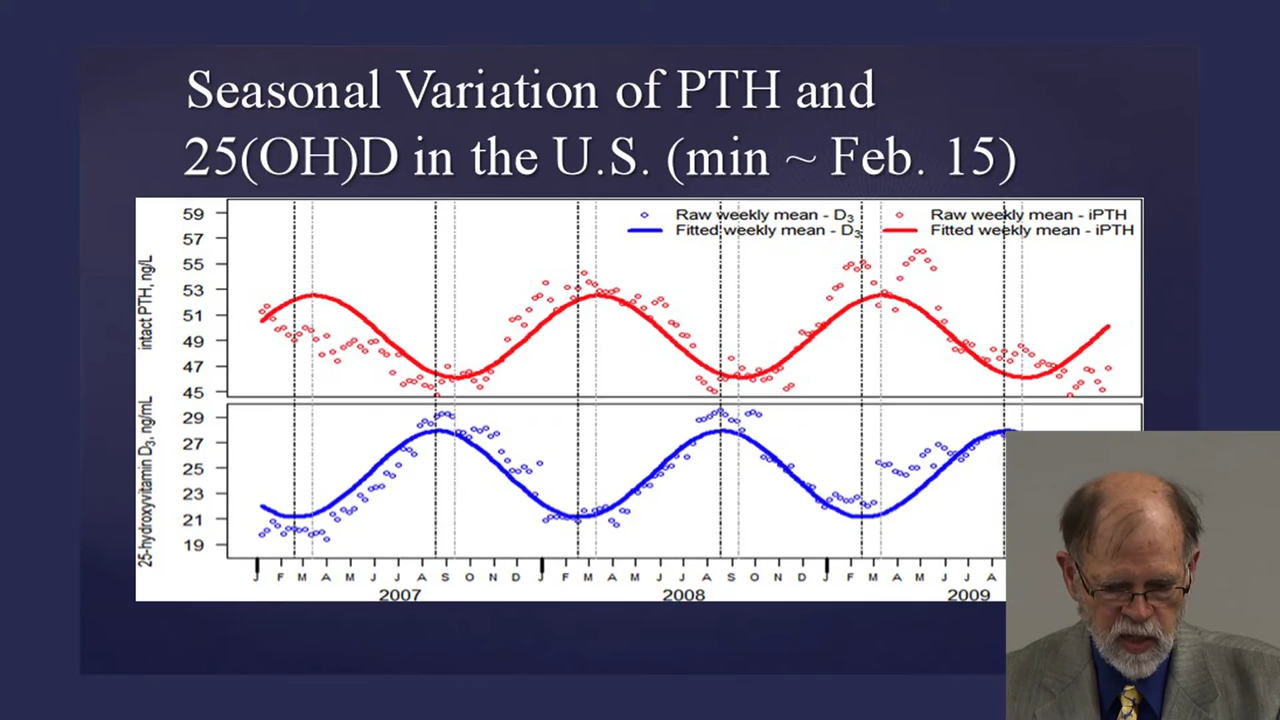 Seasonal Variation of PTH and
25(OH)D in the U.S. (min ~ Feb. 15)
Raw weekly mean - D3 Raw weekly mean - iPTH
Fitted weekly mean - D3 Fitted weekly mean - iPTH
intact PTH, ng/L
59
57
55
53
51
49
47
45
25-hydroxyvitamin D3, ng/mL
29
27
25
23
21
19
J F M A M J J A S O N D J F M A M J J A S O N D J F M A M J J A
2007 2008 2009